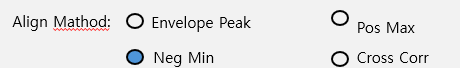 Align Mathod: Envelope Peak Pos Max
Neg Min Cross Corr